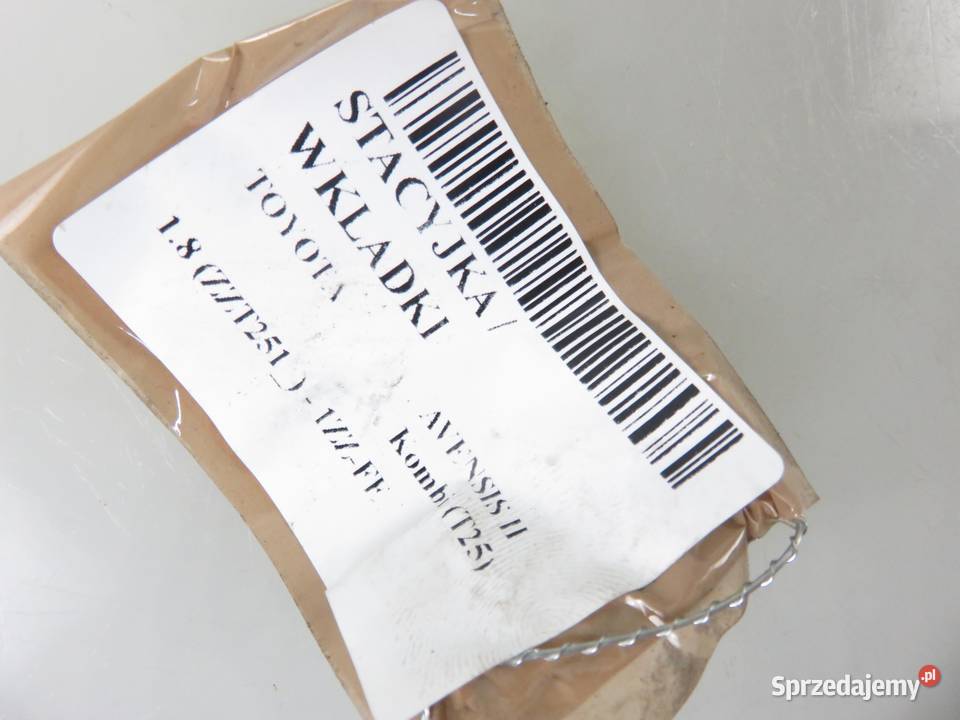 STACYJKA/
WKLADKI
TOYOTA
AVENSIS II
Kombi (T25)
1.8 (ZZT251_) - 1ZZ-FE
Sprzedajemy.pl